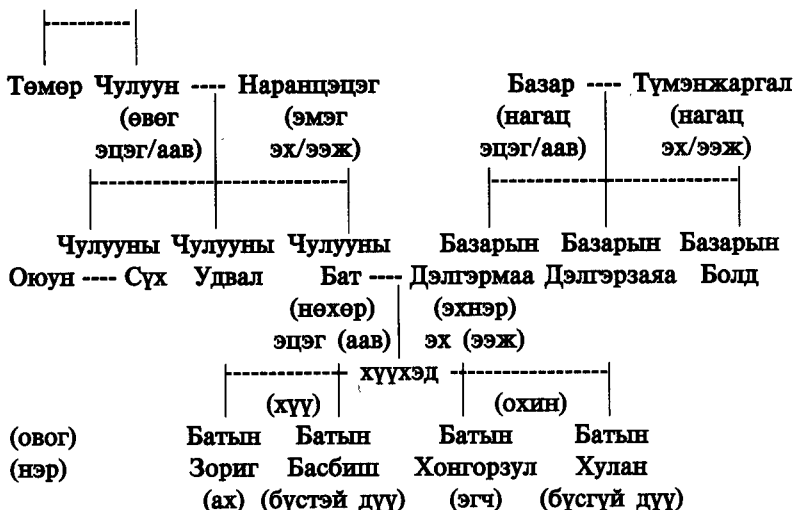 Төмөр Чулуун ---- Наранцэцэг Базар ---- Түмэнжаргал
(өвөг (эмэг (нагац (нагац
эцэг/аав) эх/ээж) эцэг/аав) эх/ээж)
Чулууны Чулууны Чулууны Базарын Базарын Базарын
Оюун ---- Сүх Удвал Бат ---- Дэлгэрмаа Дэлгэрзаяа Болд
(нөхөр) (эхнэр)
эцэг (аав) эх (ээж)
хүүхэд
(хүү) (охин)
(овог) Батын Батын Батын Батын
(нэр) Зориг Басбиш Хонгорзул Хулан
(ах) (бүстэй дүү) (эгч) (бүсгүй дүү)